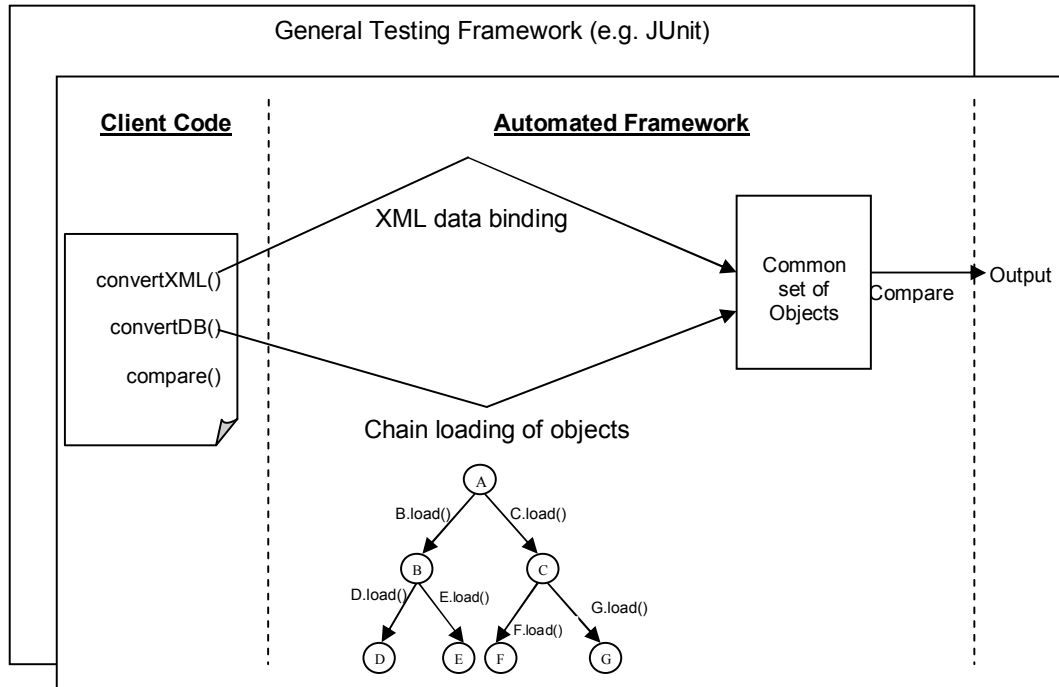 General Testing Framework (e.g. JUnit)
Client Code
Automated Framework
XML data binding
convertXML()
convertDB()
compare()
Common
set of
Objects
Compare
Output
Chain loading of objects
A
B.load()
C.load()
B
C
D.load()
E.load()
F.load()
G.load()
D
E
F
G